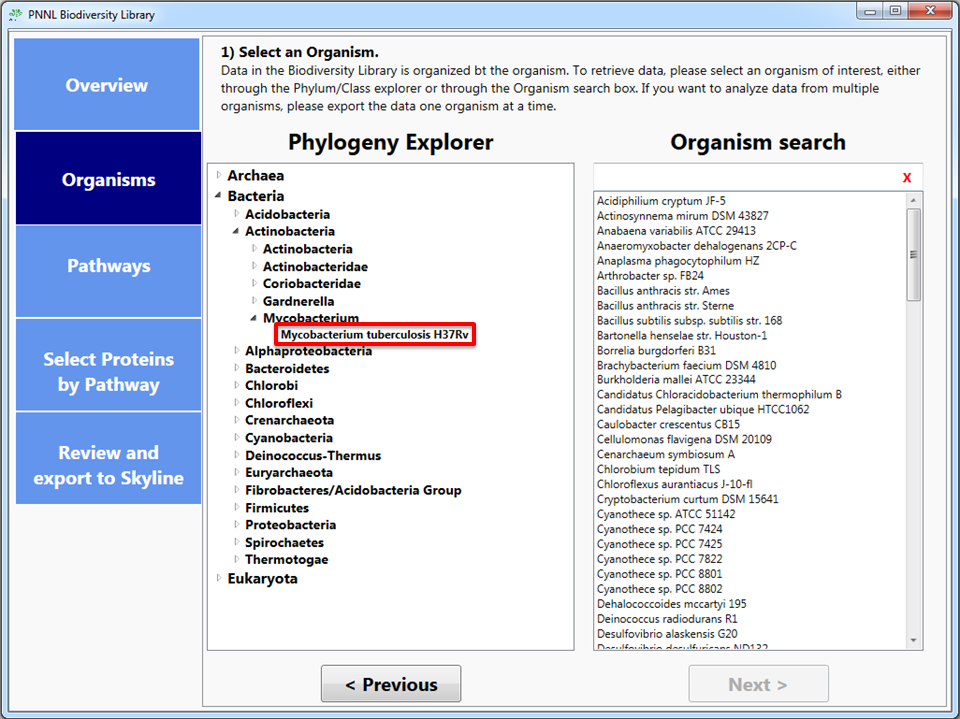 PNNL Biodiversity Library
Overview
Organisms
Pathways
Select Proteins
by Pathway
Review and
export to Skyline
1) Select an Organism.
Data in the Biodiversity Library is organized bt the organism. To retrieve data, please select an organism of interest, either
through the Phylum/Class explorer or through the Organism search box. If you want to analyze data from multiple
organisms, please export the data one organism at a time.
Phylogeny Explorer
Archaea
Bacteria
Acidobacteria
Actinobacteria
Actinobacteria
Actinobacteridae
Coriobacteridae
Gardnerella
Mycobacterium
Mycobacterium tuberculosis H37Rv
Alphaproteobacteria
Bacteroidetes
Chlorobi
Chloroflexi
Crenarchaeota
Cyanobacteria
Deinococcus-Thermus
Euryarchaeota
Fibrobacteres/Acidobacteria Group
Firmicutes
Proteobacteria
Spirochaetes
Thermotogae
Eukaryota
Organism search
X
Acidiphilium cryptum JF-5
Actinosynnema mirum DSM 43827
Anabaena variabilis ATCC 29413
Anaeromyxobacter dehalogenans 2CP-C
Anaplasma phagocytophilum HZ
Arthrobacter sp. FB24
Bacillus anthracis str. Ames
Bacillus anthracis str. Sterne
Bacillus subtilis subsp. subtilis str. 168
Bartonella henselae str. Houston-1
Borrelia burgdorferi B31
Brachybacterium faecium DSM 4810
Burkholderia mallei ATCC 23344
Candidatus Chloracidobacterium thermophilum B
Candidatus Pelagibacter ubique HTCC1062
Caulobacter crescentus CB15
Cellulomonas flavigena DSM 20109
Cenarchaeum symbiosum A
Chlorobium tepidum TLS
Chloroflexus aurantiacus J-10-fl
Cryptobacterium curtum DSM 15641
Cyanothece sp. ATCC 51142
Cyanothece sp. PCC 7424
Cyanothece sp. PCC 7425
Cyanothece sp. PCC 7822
Cyanothece sp. PCC 8801
Cyanothece sp. PCC 8802
Dehalococcoides mccartyi 195
Deinococcus radiodurans R1
Desulfovibrio alaskensis G20
Desulfovibrio desulfuricans ND132
< Previous
Next >